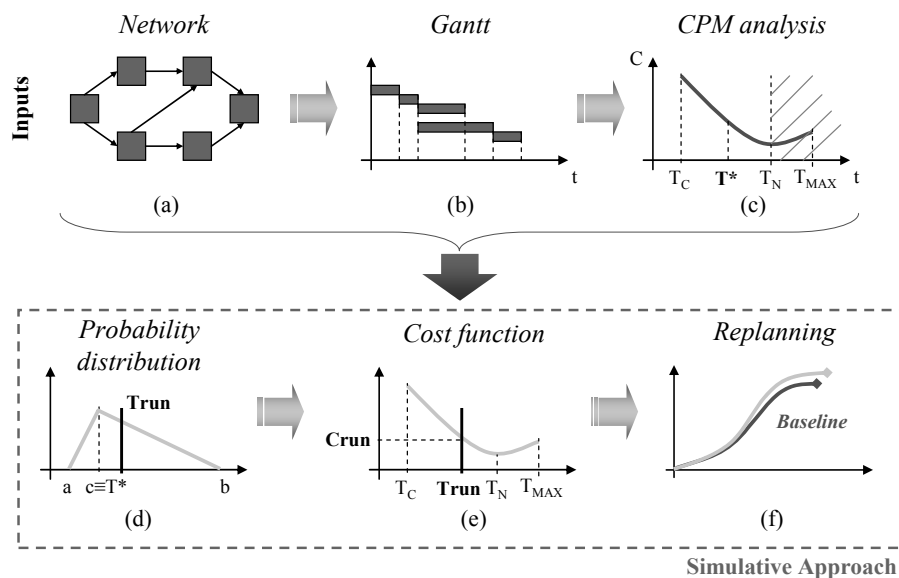 Network
Gantt
CPM analysis
Inputs
C
t
T_C
T*
T_N
T_MAX
t
(a)
(b)
(c)
Probability
distribution
Cost function
Replanning
Trun
Crun
Baseline
a
c≡T*
b
T_C
Trun
T_N
T_MAX
(d)
(e)
(f)
Simulative Approach